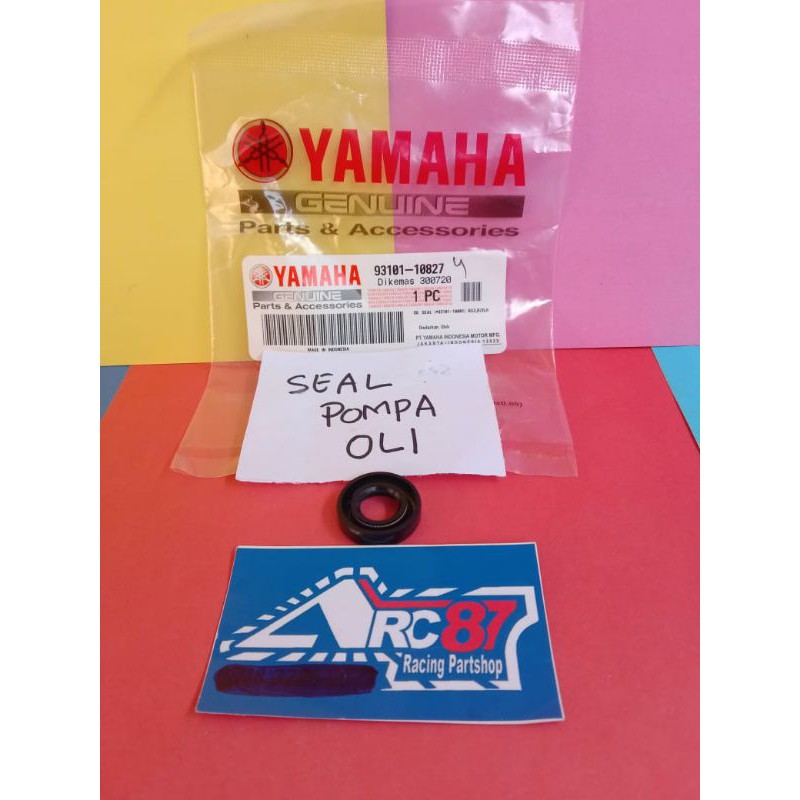 YAMAHA
GENUINE
Parts & Accessories
YAMAHA
GENUINE
Parts & Accessories
93101-10827 y
Dikemas 300720
1 PC
MADE IN INDONESIA
PT YAMAHA INDONESIA MOTOR MFG.
SEAL
POMPA
OLI
ARC87
Racing Partshop